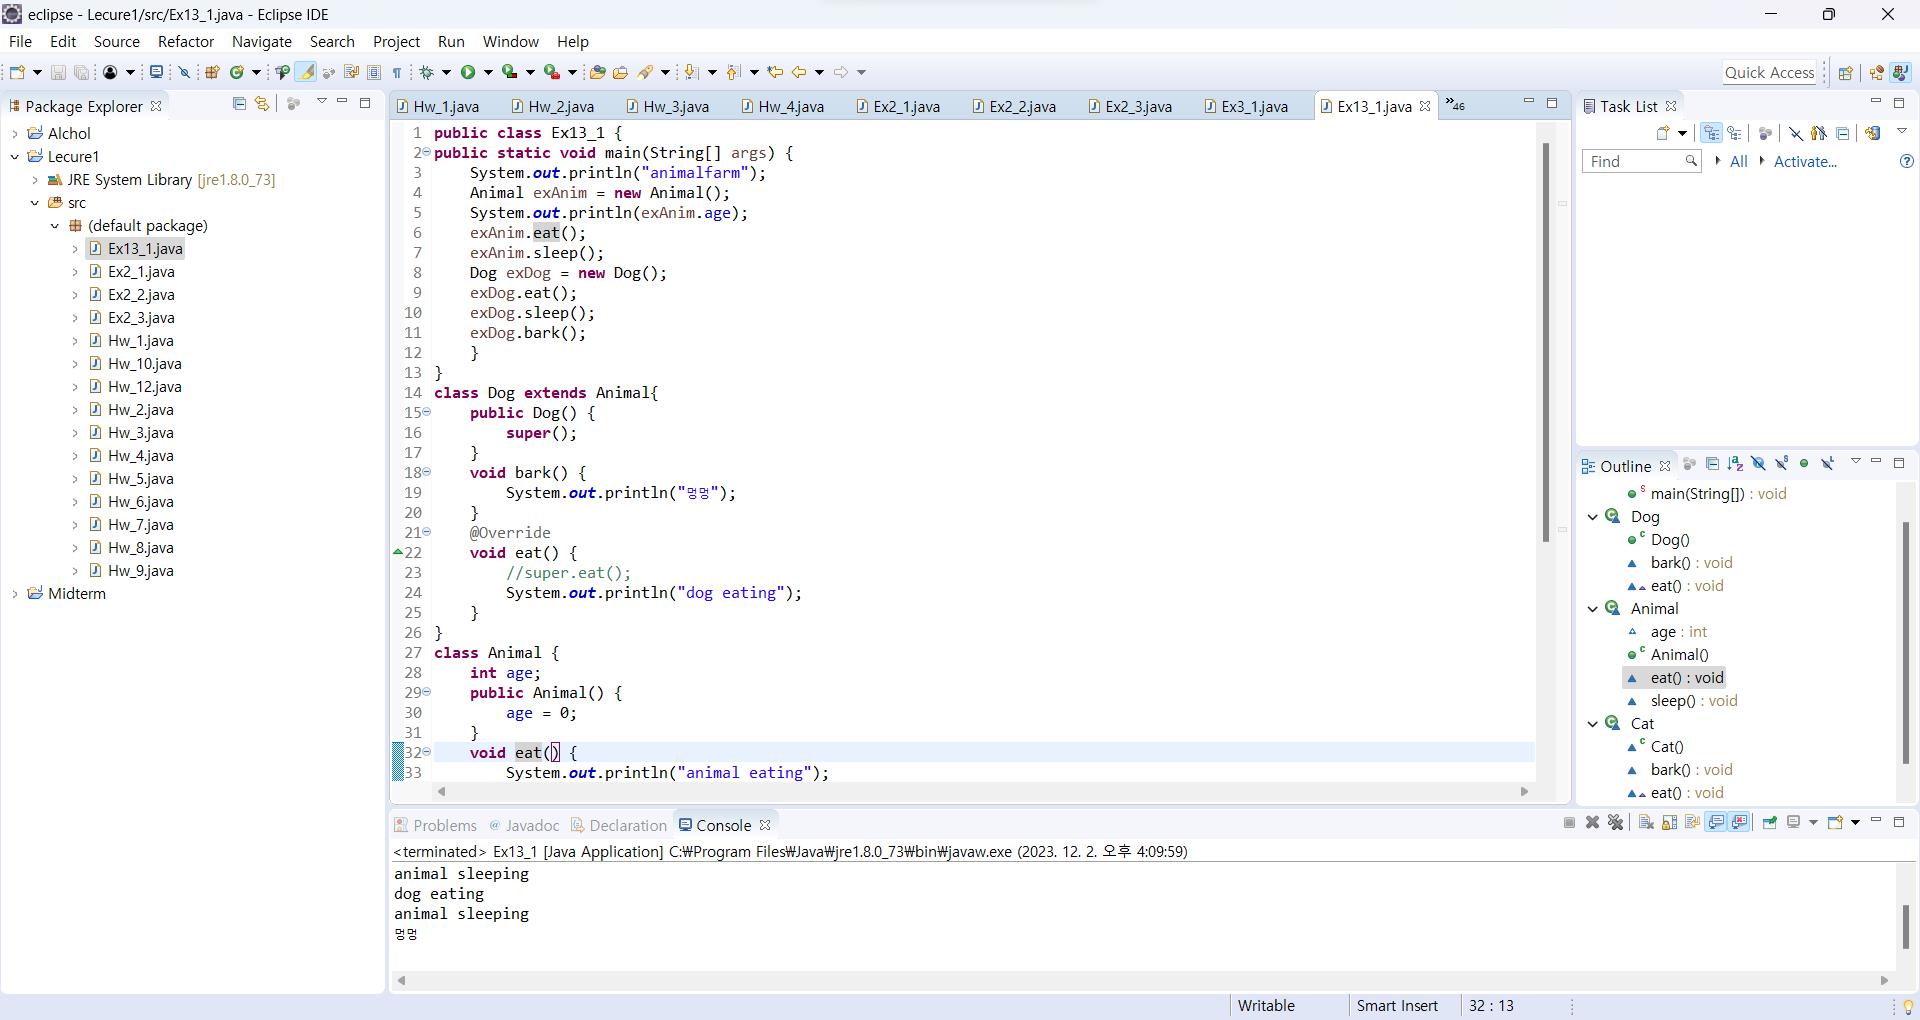 eclipse - Lecure1/src/Ex13_1.java - Eclipse IDE
File Edit Source Refactor Navigate Search Project Run Window Help
Quick Access
Package Explorer
Alchol
Lecure1
JRE System Library [jre1.8.0_73]
src
(default package)
Ex13_1.java
Ex2_1.java
Ex2_2.java
Ex2_3.java
Hw_1.java
Hw_10.java
Hw_12.java
Hw_2.java
Hw_3.java
Hw_4.java
Hw_5.java
Hw_6.java
Hw_7.java
Hw_8.java
Hw_9.java
Midterm
Hw_1.java Hw_2.java Hw_3.java Hw_4.java Ex2_1.java Ex2_2.java Ex2_3.java Ex3_1.java Ex13_1.java »46
1 public class Ex13_1 {
2 public static void main(String[] args) {
3 System.out.println("animalfarm");
4 Animal exAnim = new Animal();
5 System.out.println(exAnim.age);
6 exAnim.eat();
7 exAnim.sleep();
8 Dog exDog = new Dog();
9 exDog.eat();
10 exDog.sleep();
11 exDog.bark();
12 }
13 }
14 class Dog extends Animal{
15 public Dog() {
16 super();
17 }
18 void bark() {
19 System.out.println("멍멍");
20 }
21 @Override
22 void eat() {
23 //super.eat();
24 System.out.println("dog eating");
25 }
26 }
27 class Animal {
28 int age;
29 public Animal() {
30 age = 0;
31 }
32 void eat() {
33 System.out.println("animal eating");
Task List
Find All Activate...
Outline
main(String[]) : void
Dog
Dog()
bark() : void
eat() : void
Animal
age : int
Animal()
eat() : void
sleep() : void
Cat
Cat()
bark() : void
eat() : void
Problems Javadoc Declaration Console
<terminated> Ex13_1 [Java Application] C:₩Program Files₩Java₩jre1.8.0_73₩bin₩javaw.exe (2023. 12. 2. 오후 4:09:59)
animal sleeping
dog eating
animal sleeping
멍멍
Writable Smart Insert 32 : 13